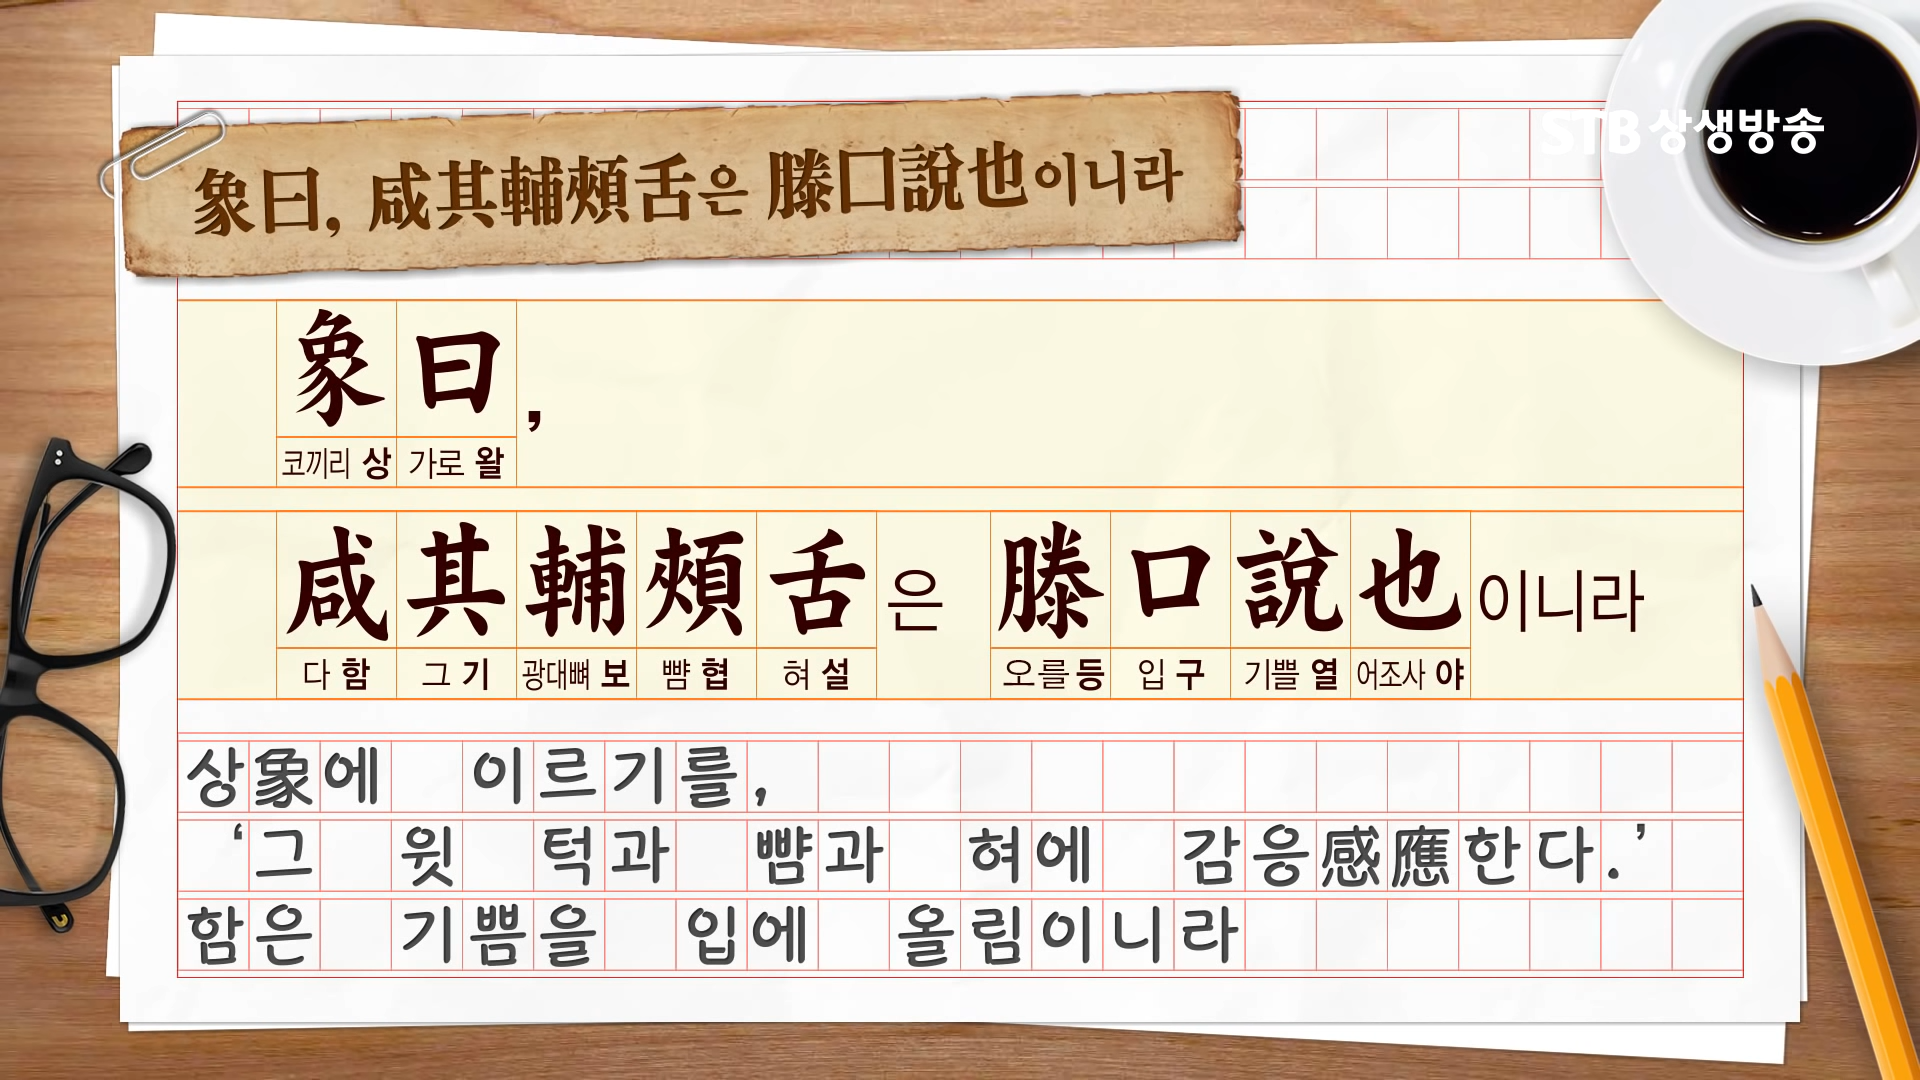 STB상생방송
象曰, 咸其輔頰舌은 滕口說也이니라
象曰,
코끼리 상 가로 왈
咸其輔頰舌은 滕口說也이니라
다 함 그 기 광대뼈 보 뺨 협 혀 설 오를 등 입 구 기쁠 열 어조사 야
상象에 이르기를,
‘그 윗 턱과 뺨과 혀에 감응感應한다.’
함은 기쁨을 입에 올림이니라